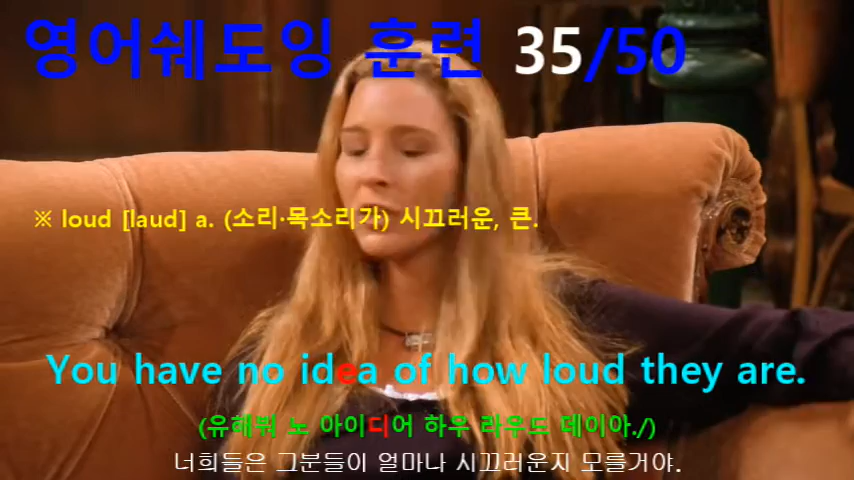 영어쉐도잉 훈련 35/50
※ loud [laud] a. (소리·목소리가) 시끄러운, 큰.
You have no idea of how loud they are.
(유해붜 노 아이디어 하우 라우드 데이아./)
너희들은 그분들이 얼마나 시끄러운지 모를거야.